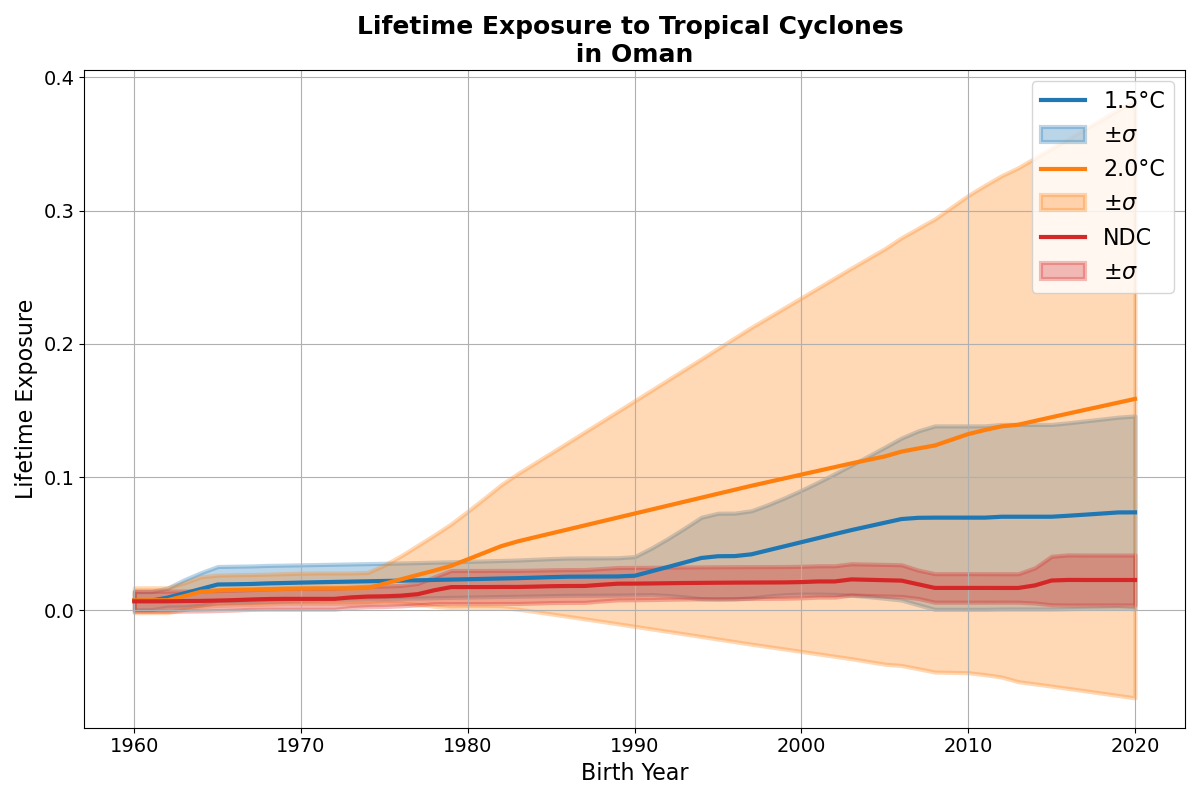 Lifetime Exposure to Tropical Cyclones
in Oman
0.4
0.3
0.2
0.1
0.0
Lifetime Exposure
1960
1970
1980
1990
2000
2010
2020
Birth Year
1.5°C
±σ
2.0°C
±σ
NDC
±σ